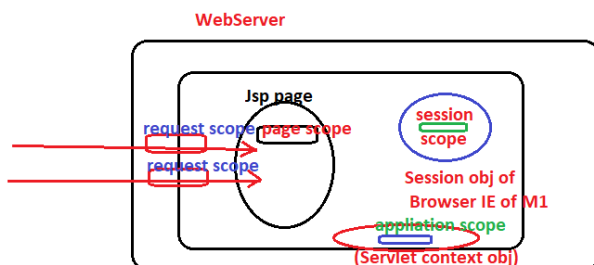 WebServer
Jsp page
request scope page scope
request scope
session
scope
Session obj of
Browser IE of M1
appliation scope
(Servlet context obj)